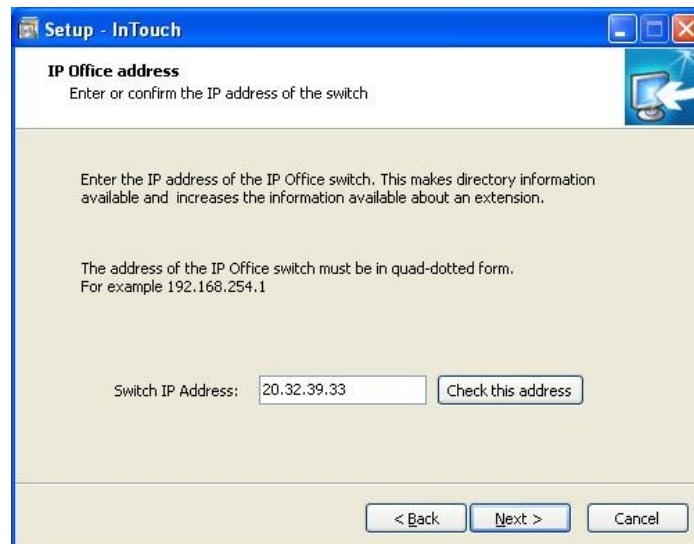 Setup - InTouch
IP Office address
Enter or confirm the IP address of the switch
Enter the IP address of the IP Office switch. This makes directory information
available and increases the information available about an extension.
The address of the IP Office switch must be in quad-dotted form.
For example 192.168.254.1
Switch IP Address: 20.32.39.33 Check this address
< Back Next > Cancel